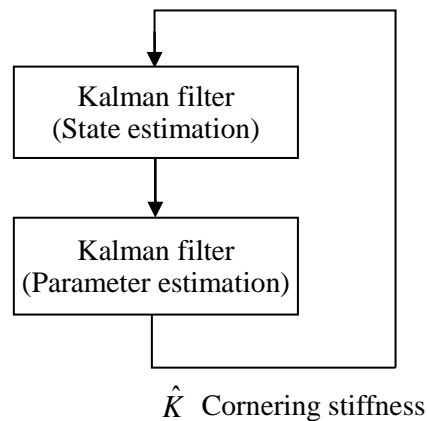 Kalman filter
(State estimation)
Kalman filter
(Parameter estimation)
K̂ Cornering stiffness